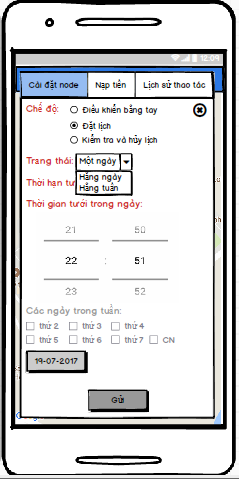 12:09
Cài đặt node
Nạp tiền
Lịch sử thao tác
Chế độ:
Điều khiển bằng tay
Đặt lịch
Kiểm tra và hủy lịch
Trạng thái:
Một ngày
Hằng ngày
Hằng tuần
Thời hạn tư
Thời gian tưới trong ngày:
21 50
22 : 51
23 52
Các ngày trong tuần:
thứ 2 thứ 3 thứ 4
thứ 5 thứ 6 thứ 7 CN
19-07-2017
Gửi